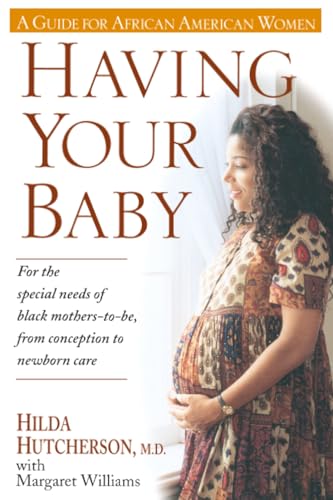 A Guide for African American Women
Having
Your
Baby
For the
special needs of
black mothers-to-be,
from conception to
newborn care
Hilda
Hutcherson, M.D.
with
Margaret Williams